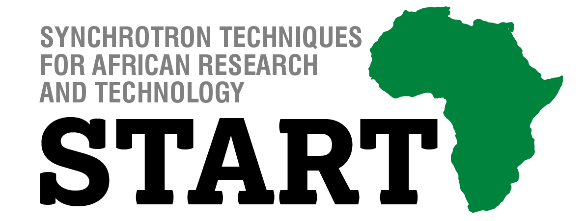 SYNCHROTRON TECHNIQUES
FOR AFRICAN RESEARCH
AND TECHNOLOGY
START